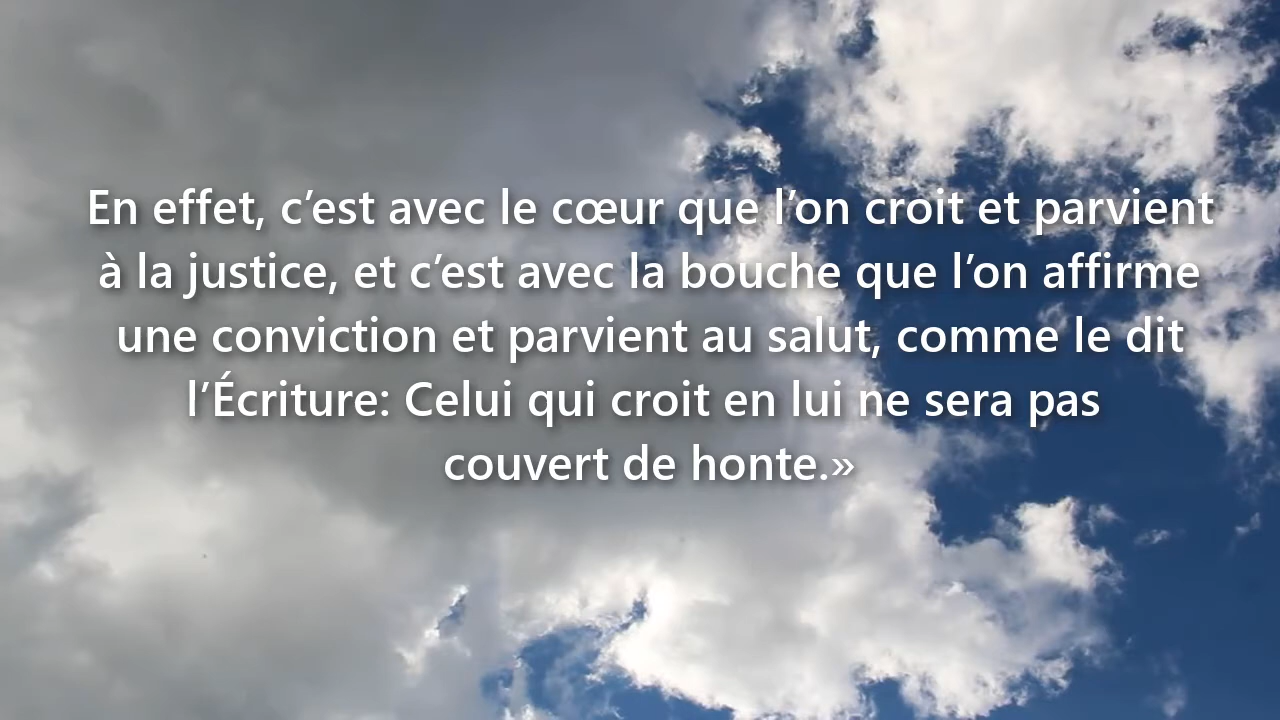 En effet, c’est avec le cœur que l’on croit et parvient
à la justice, et c’est avec la bouche que l’on affirme
une conviction et parvient au salut, comme le dit
l’Écriture: Celui qui croit en lui ne sera pas
couvert de honte.»